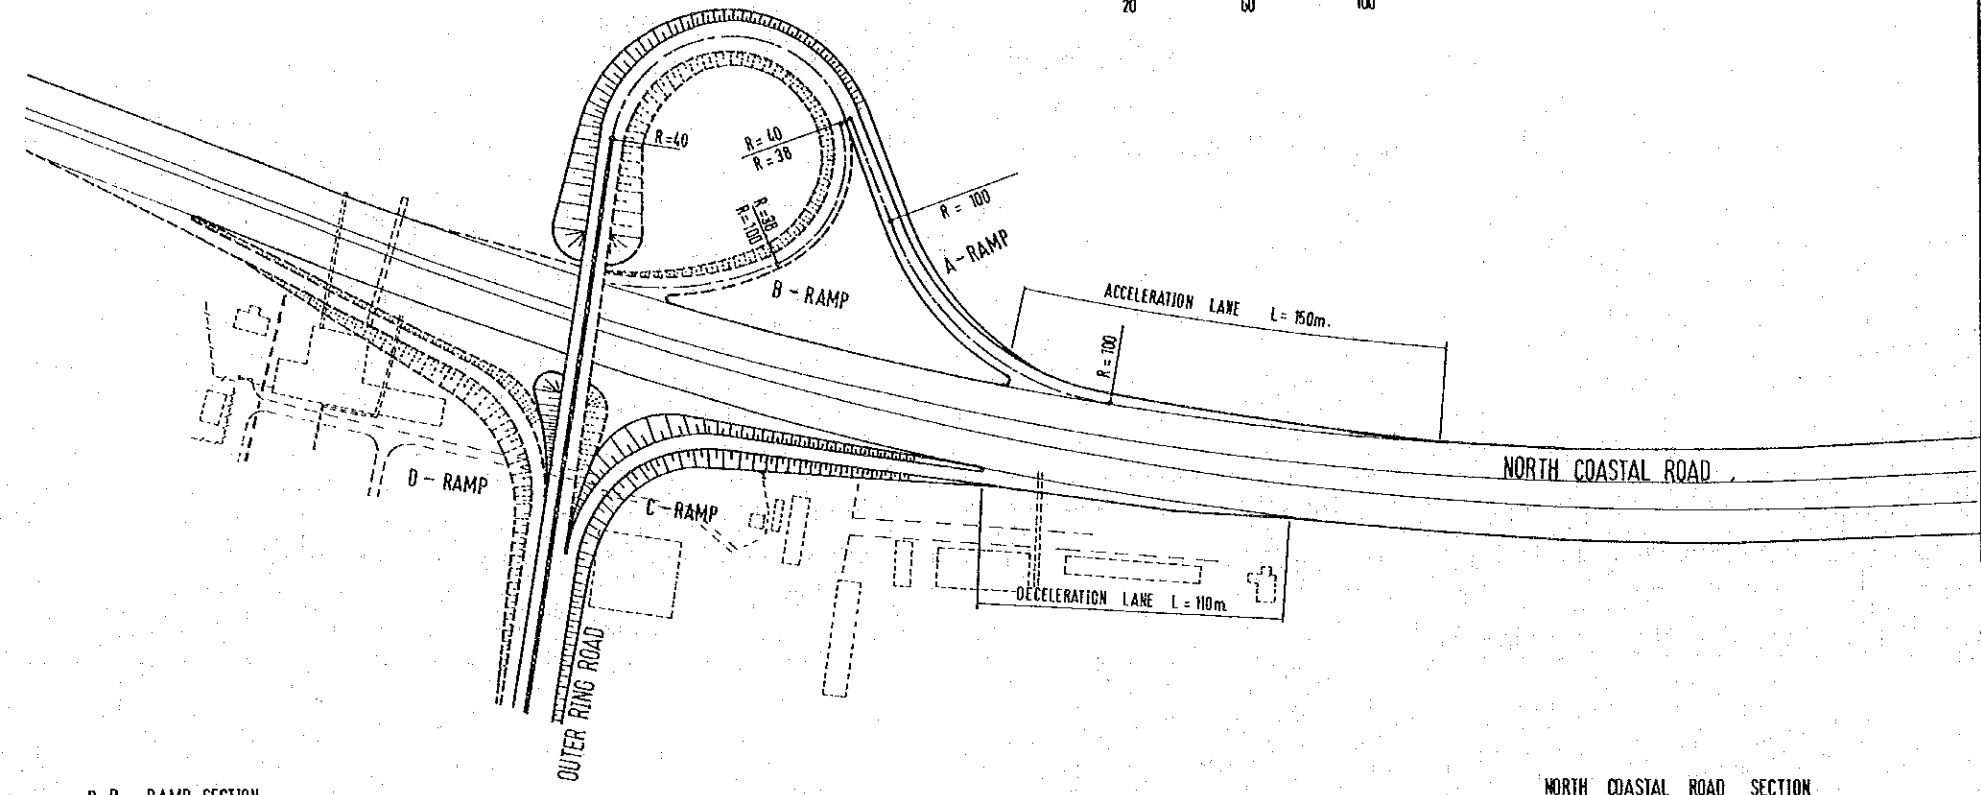 20 60 100
R=40
R= 40
R= 38
R=38
R=100
R = 100
A-RAMP
B - RAMP
ACCELERATION LANE L= 150m.
R= 100
NORTH COASTAL ROAD
D - RAMP
C-RAMP
DECELERATION LANE L = 110m
OUTER RING ROAD
RAMP SECTION
NORTH COASTAL ROAD SECTION